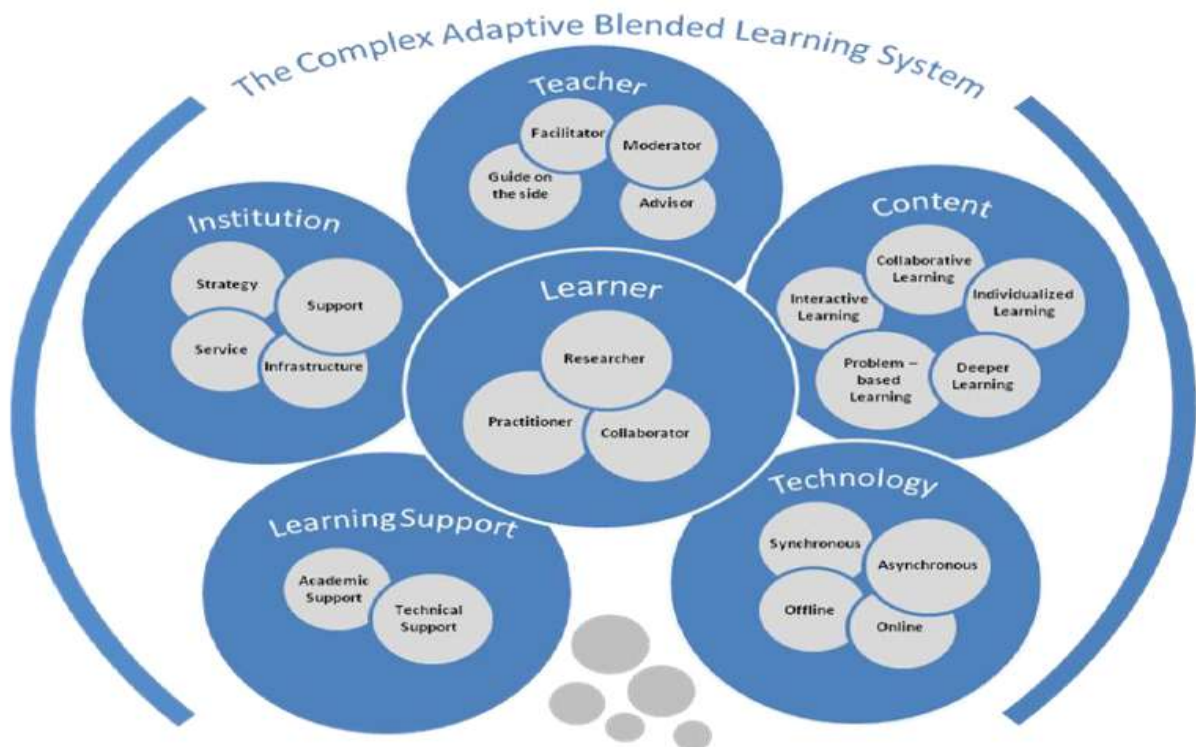 The Complex Adaptive Blended Learning System
Teacher
Facilitator
Moderator
Guide on
the side
Advisor
Institution
Strategy
Support
Service
Infrastructure
Content
Collaborative
Learning
Interactive
Learning
Individualized
Learning
Problem –
based
Learning
Deeper
Learning
Learner
Researcher
Practitioner
Collaborator
Learning Support
Academic
Support
Technical
Support
Technology
Synchronous
Asynchronous
Offline
Online